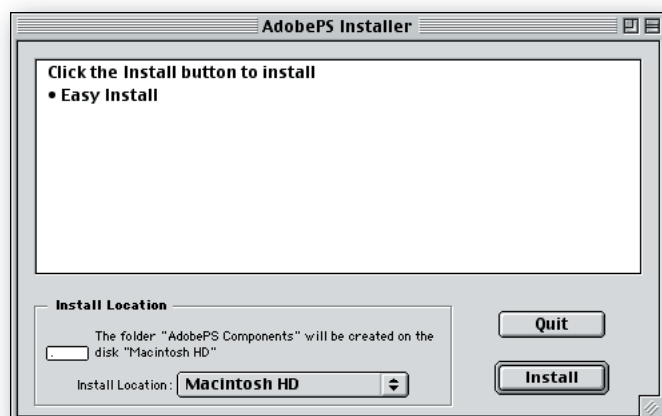 AdobePS Installer
Click the Install button to install
• Easy Install
Install Location
The folder "AdobePS Components" will be created on the
disk "Macintosh HD"
Install Location: Macintosh HD
Quit
Install